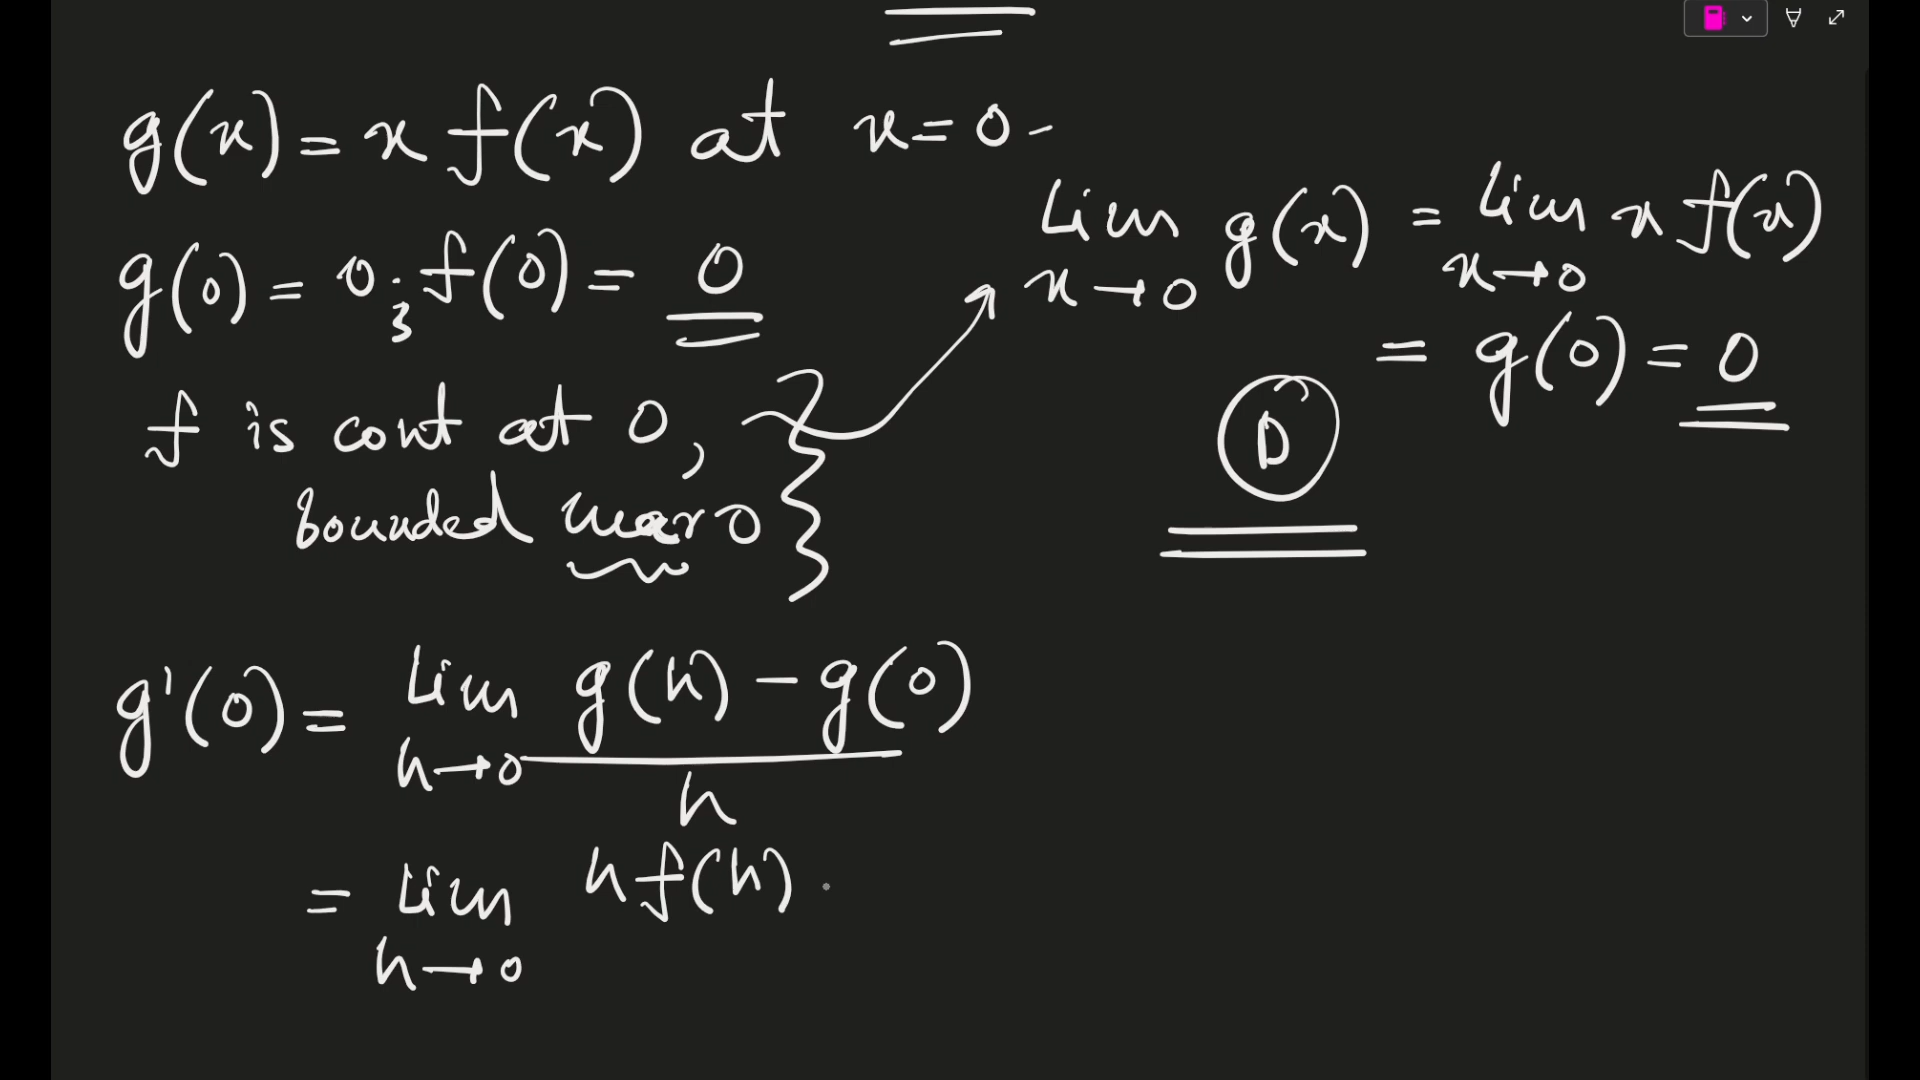 g(x) = x f(x) at x = 0 -
g(0) = 0 . f(0) = 0
3
f is cont at 0,
bounded near 0
lim g(x) = lim x f(x)
x→0 x→0
= g(0) = 0
D
g'(0) = lim g(h) - g(0)
h→0 h
= lim h f(h)
h→0